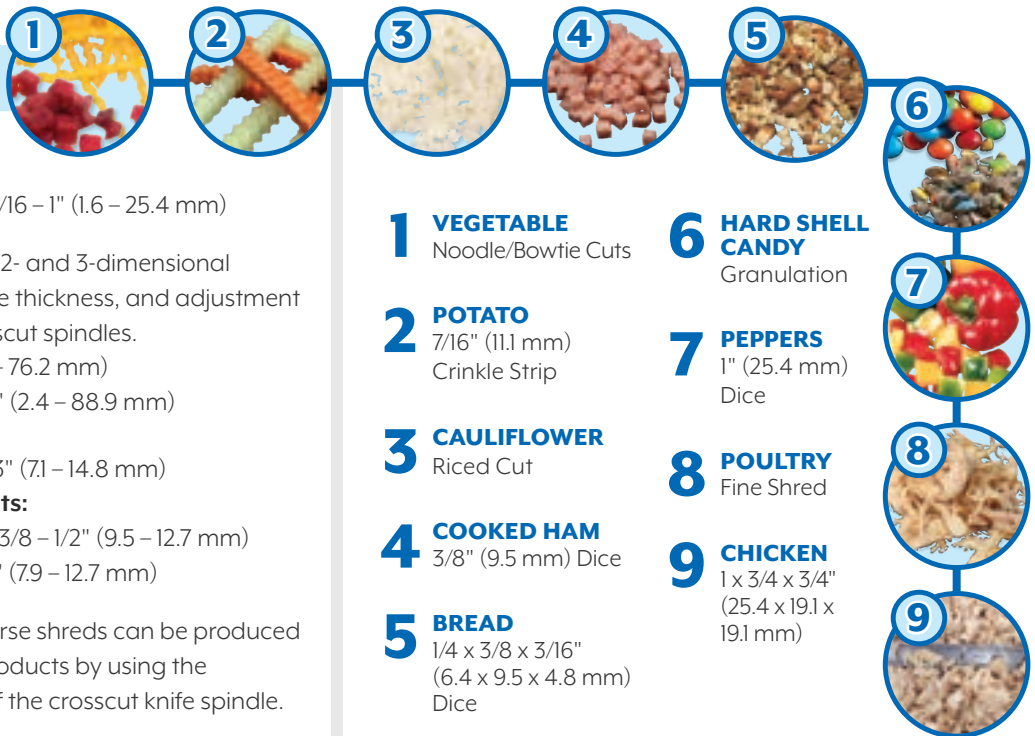 1
2
3
4
5
6
7
8
9
/16 – 1" (1.6 – 25.4 mm)
2- and 3-dimensional
e thickness, and adjustment
scut spindles.
– 76.2 mm)
" (2.4 – 88.9 mm)
3" (7.1 – 14.8 mm)
ts:
3/8 – 1/2" (9.5 – 12.7 mm)
" (7.9 – 12.7 mm)
rse shreds can be produced
oducts by using the
f the crosscut knife spindle.
1 VEGETABLE
Noodle/Bowtie Cuts
2 POTATO
7/16" (11.1 mm)
Crinkle Strip
3 CAULIFLOWER
Riced Cut
4 COOKED HAM
3/8" (9.5 mm) Dice
5 BREAD
1/4 x 3/8 x 3/16"
(6.4 x 9.5 x 4.8 mm)
Dice
6 HARD SHELL
CANDY
Granulation
7 PEPPERS
1" (25.4 mm)
Dice
8 POULTRY
Fine Shred
9 CHICKEN
1 x 3/4 x 3/4"
(25.4 x 19.1 x
19.1 mm)